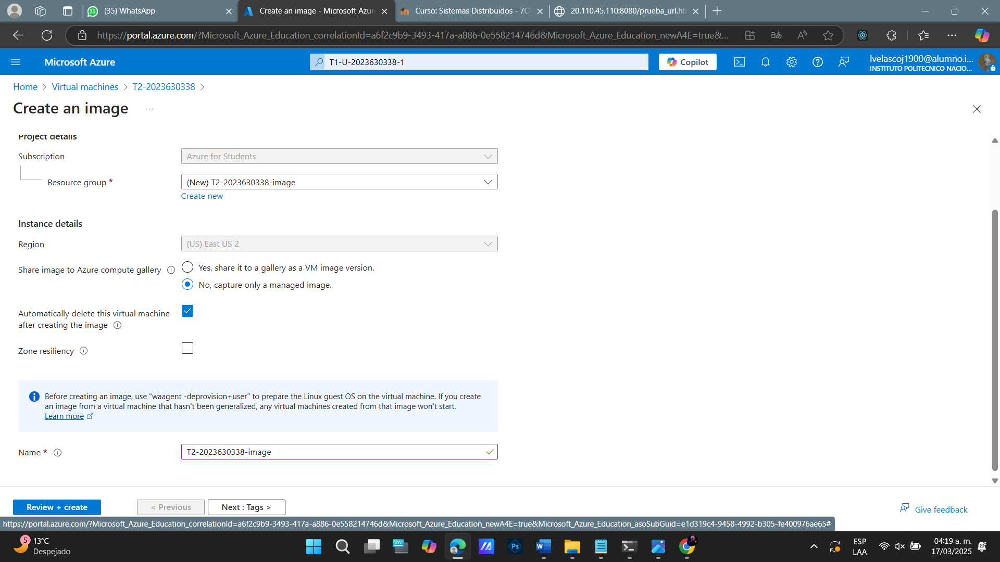 35
(35) WhatsApp
Create an image - Microsoft Azur
Curso: Sistemas Distribuidos - 7CV
20.110.45.110:8080/prueba_url.ht
https://portal.azure.com/?Microsoft_Azure_Education_correlationId=a6f2c9b9-3493-417a-a886-0e558214746d&Microsoft_Azure_Education_newA4E=true&...
Microsoft Azure
T1-U-2023630338-1
Copilot
lvelascoj1900@alumno.i...
INSTITUTO POLITECNICO NACIO...
Home > Virtual machines > T2-2023630338 >
Create an image ...
Project details
Subscription
Azure for Students
Resource group *
(New) T2-2023630338-image
Create new
Instance details
Region
(US) East US 2
Share image to Azure compute gallery
Yes, share it to a gallery as a VM image version.
No, capture only a managed image.
Automatically delete this virtual machine
after creating the image
Zone resiliency
Before creating an image, use "waagent -deprovision+user" to prepare the Linux guest OS on the virtual machine. If you create
an image from a virtual machine that hasn't been generalized, any virtual machines created from that image won't start.
Learn more
Name *
T2-2023630338-image
Review + create
< Previous
Next : Tags >
Give feedback
https://portal.azure.com/?Microsoft_Azure_Education_correlationId=a6f2c9b9-3493-417a-a886-0e558214746d&Microsoft_Azure_Education_newA4E=true&Microsoft_Azure_Education_asoSubGuid=e1d319c4-9458-4992-b305-fe400976ae65#
5
13°C
Despejado
Ps
W
ESP
LAA
04:19 a. m.
17/03/2025